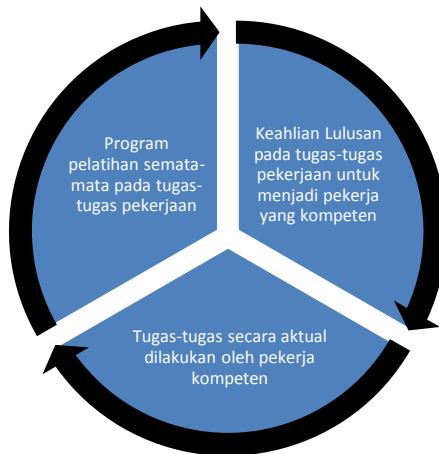 Program
pelatihan semata-
mata pada tugas-
tugas pekerjaan
Keahlian Lulusan
pada tugas-tugas
pekerjaan untuk
menjadi pekerja
yang kompeten
Tugas-tugas secara aktual
dilakukan oleh pekerja
kompeten